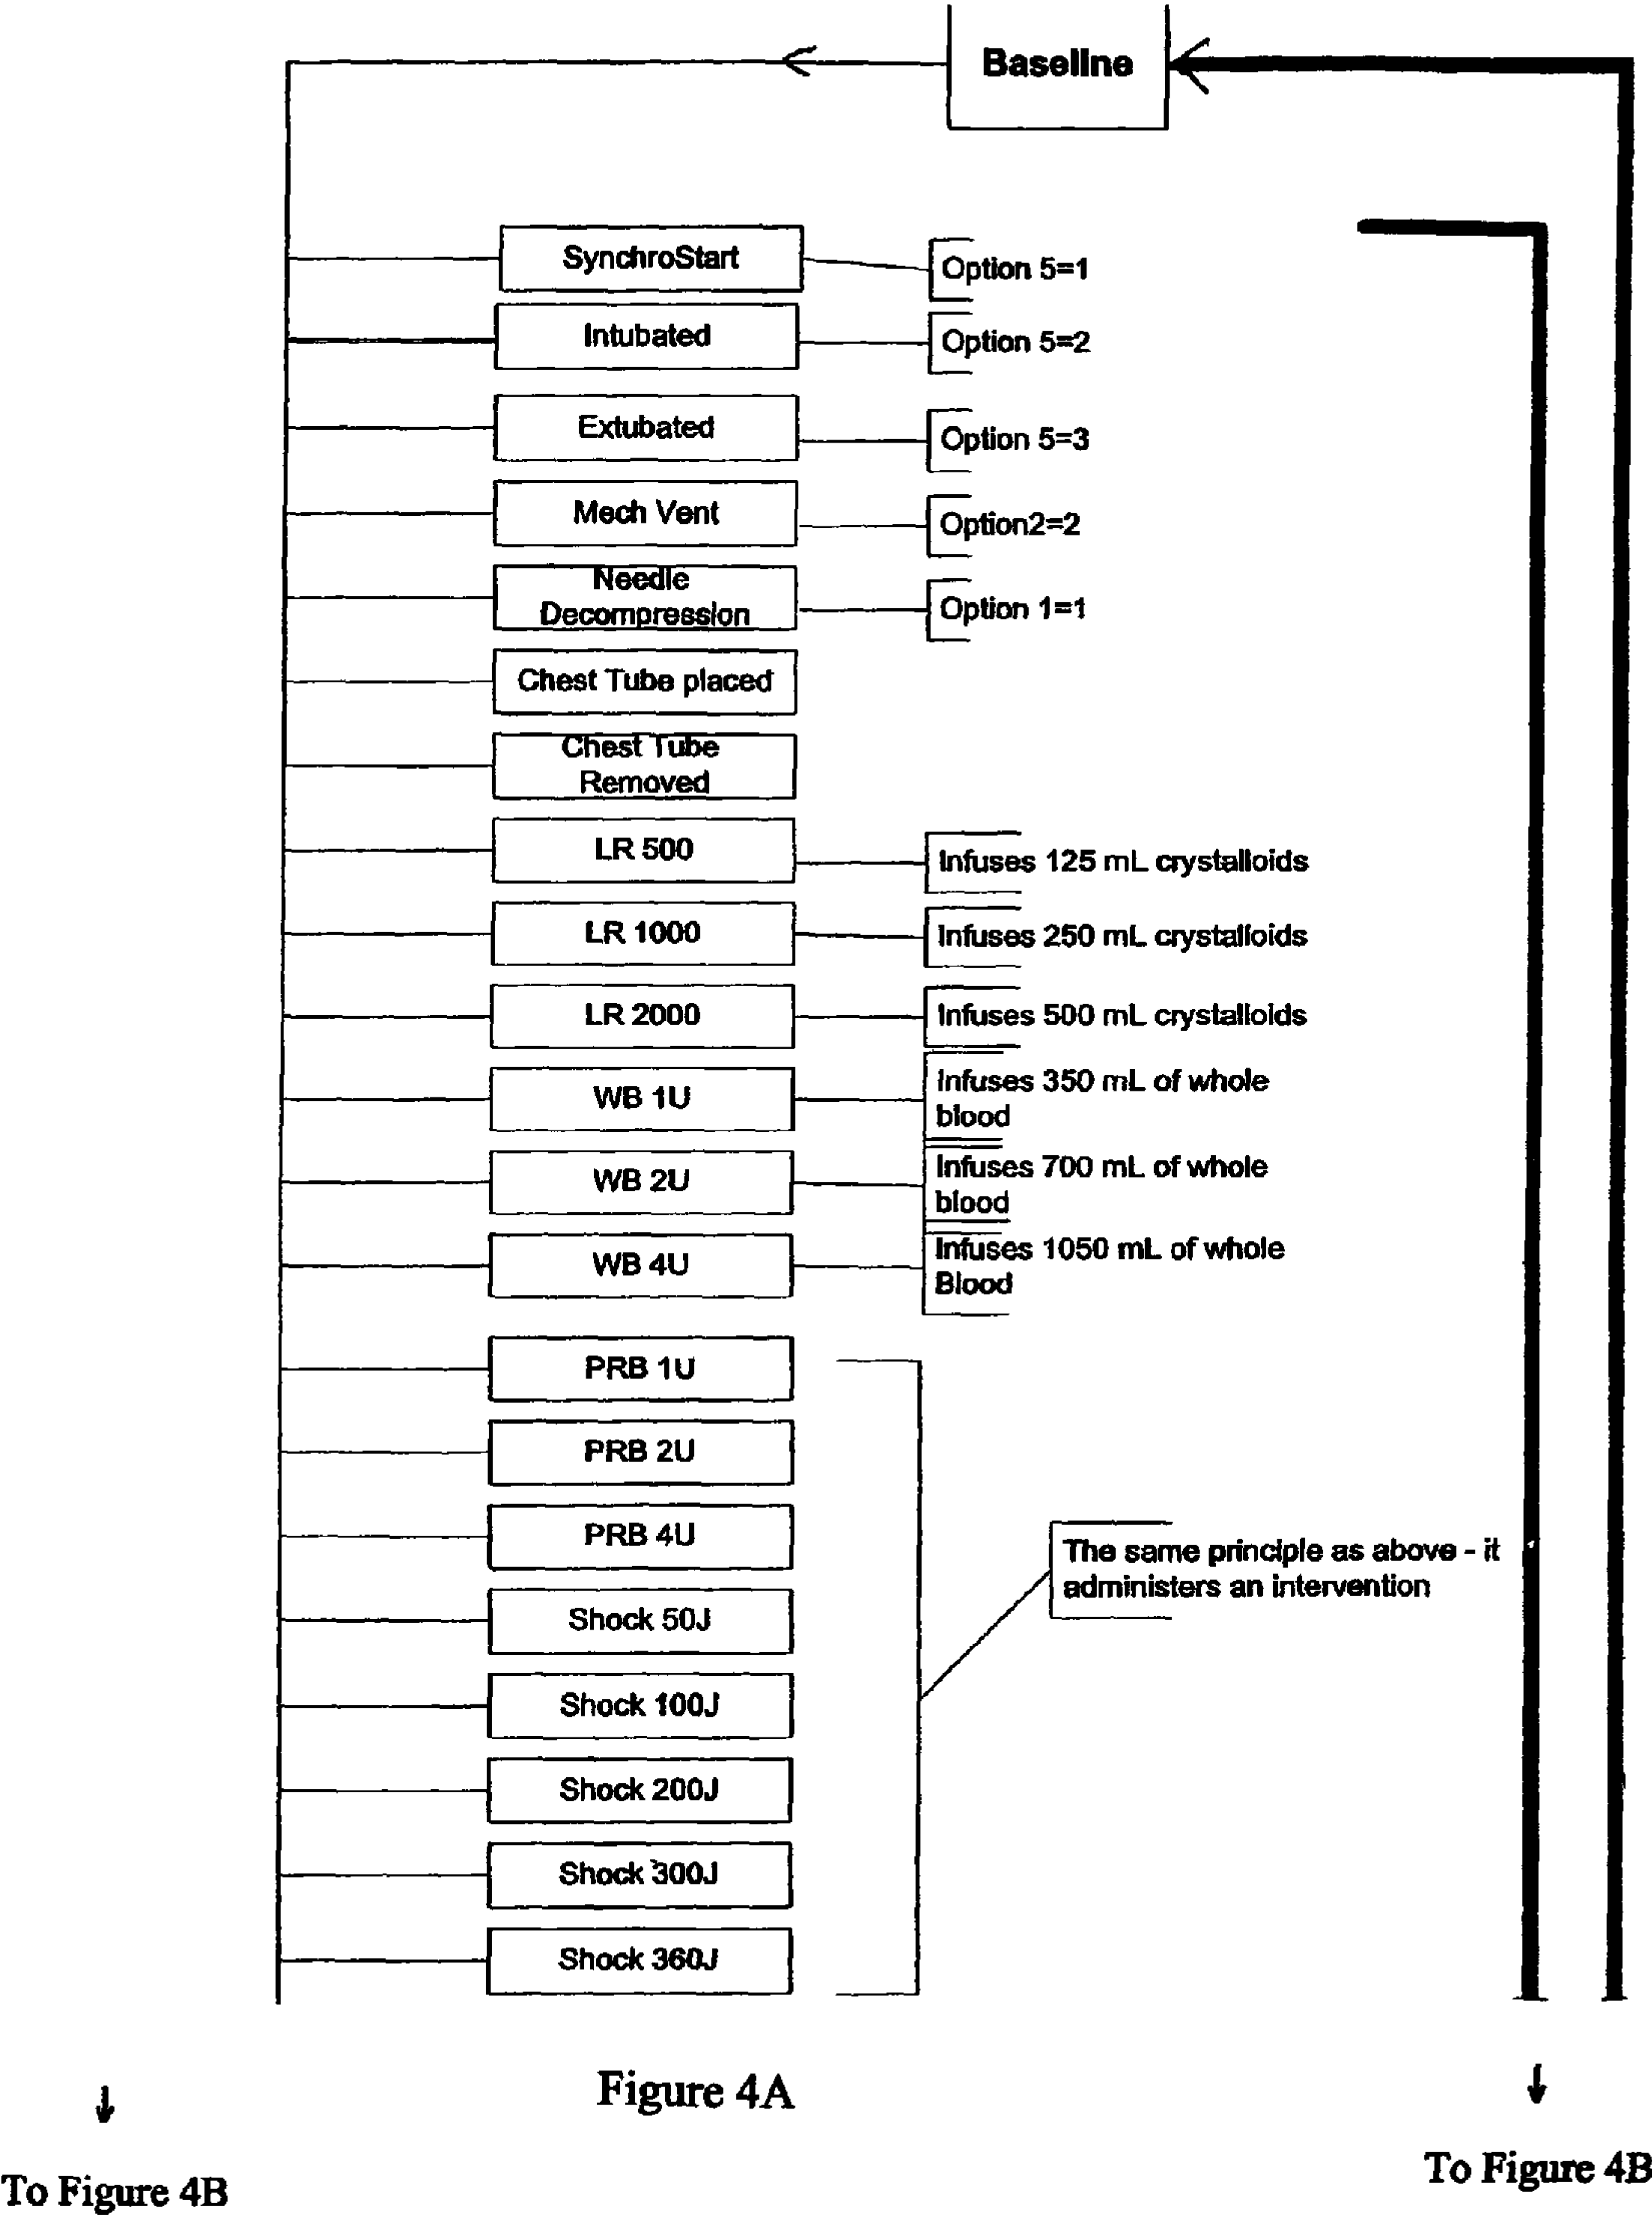 Baseline
SynchroStart
Option 5=1
Intubated
Option 5=2
Extubated
Option 5=3
Mech Vent
Option2=2
Needle
Decompression
Option 1=1
Chest Tube placed
Chest Tube
Removed
LR 500
Infuses 125 mL crystalloids
LR 1000
Infuses 250 mL crystalloids
LR 2000
Infuses 500 mL crystalloids
WB 1U
Infuses 350 mL of whole
blood
WB 2U
Infuses 700 mL of whole
blood
WB 4U
Infuses 1050 mL of whole
Blood
PRB 1U
PRB 2U
PRB 4U
The same principle as above - it
administers an intervention
Shock 50J
Shock 100J
Shock 200J
Shock 300J
Shock 360J
Figure 4A
To Figure 4B
To Figure 4B